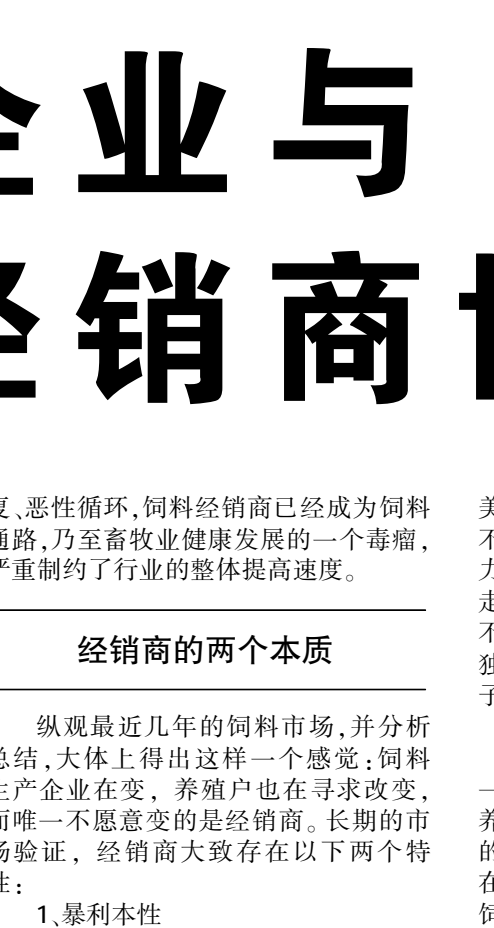 企业与
经销商
复、恶性循环,饲料经销商已经成为饲料
通路,乃至畜牧业健康发展的一个毒瘤,
严重制约了行业的整体提高速度。
经销商的两个本质
纵观最近几年的饲料市场,并分析
总结,大体上得出这样一个感觉:饲料
生产企业在变,养殖户也在寻求改变,
而唯一不愿意变的是经销商。长期的市
场验证,经销商大致存在以下两个特
性:
1、暴利本性
美
不
力
走
不
独
子
一
养
的
在
饲